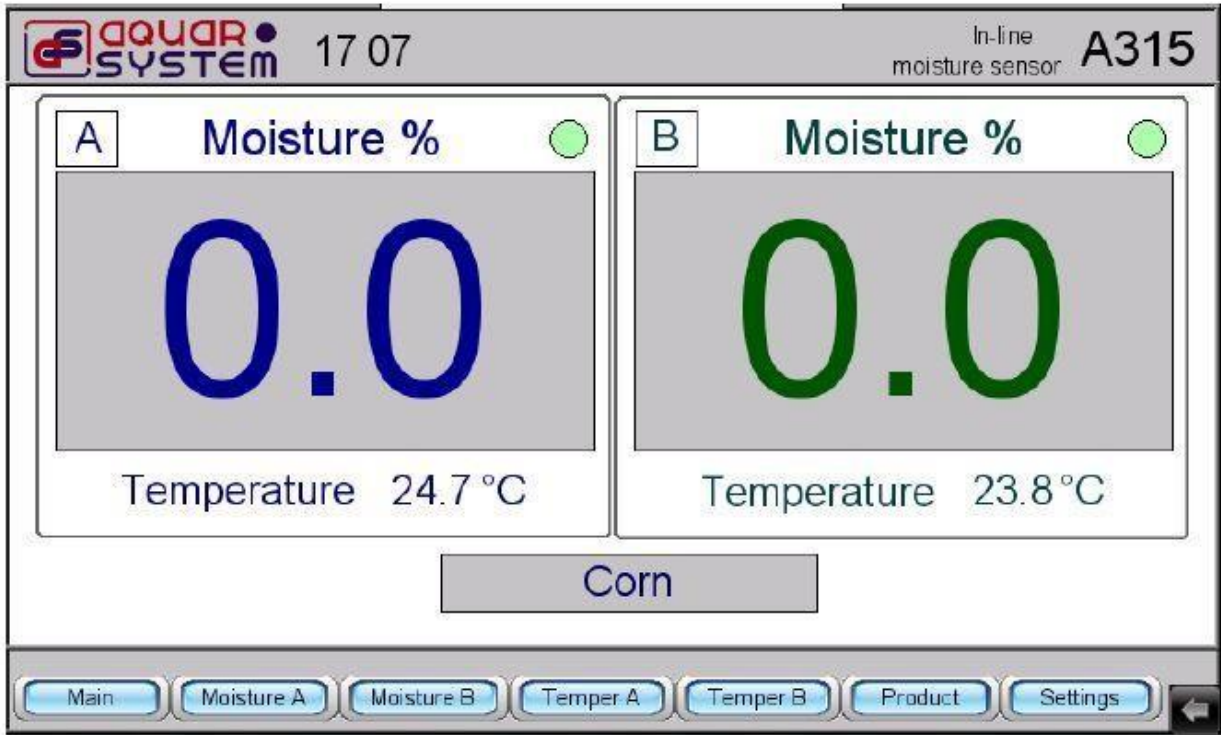 aquar
system
17 07
In-line
moisture sensor
A315
A
Moisture %
0.0
Temperature 24.7 °C
B
Moisture %
0.0
Temperature 23.8 °C
Corn
Main
Moisture A
Moisture B
Temper A
Temper B
Product
Settings